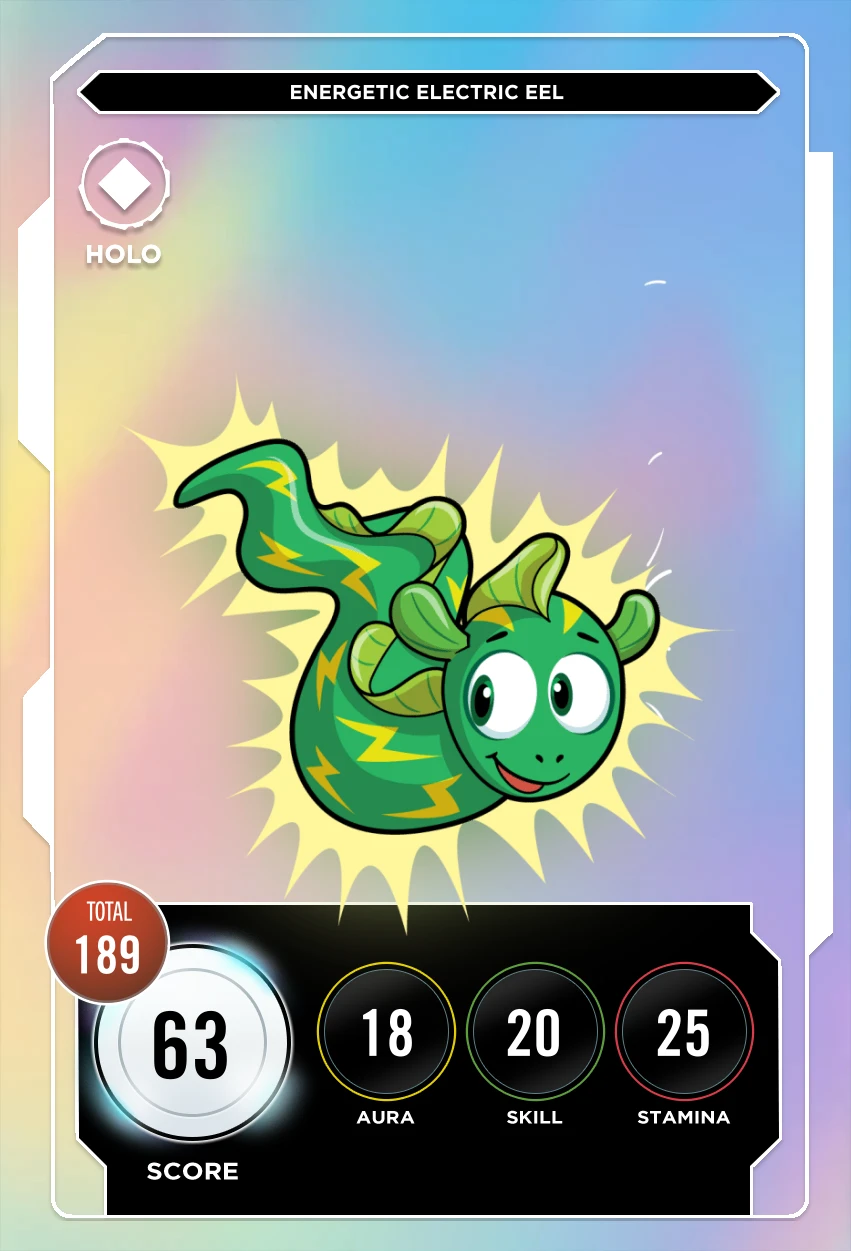 ENERGETIC ELECTRIC EEL
HOLO
TOTAL
189
63
SCORE
18
AURA
20
SKILL
25
STAMINA